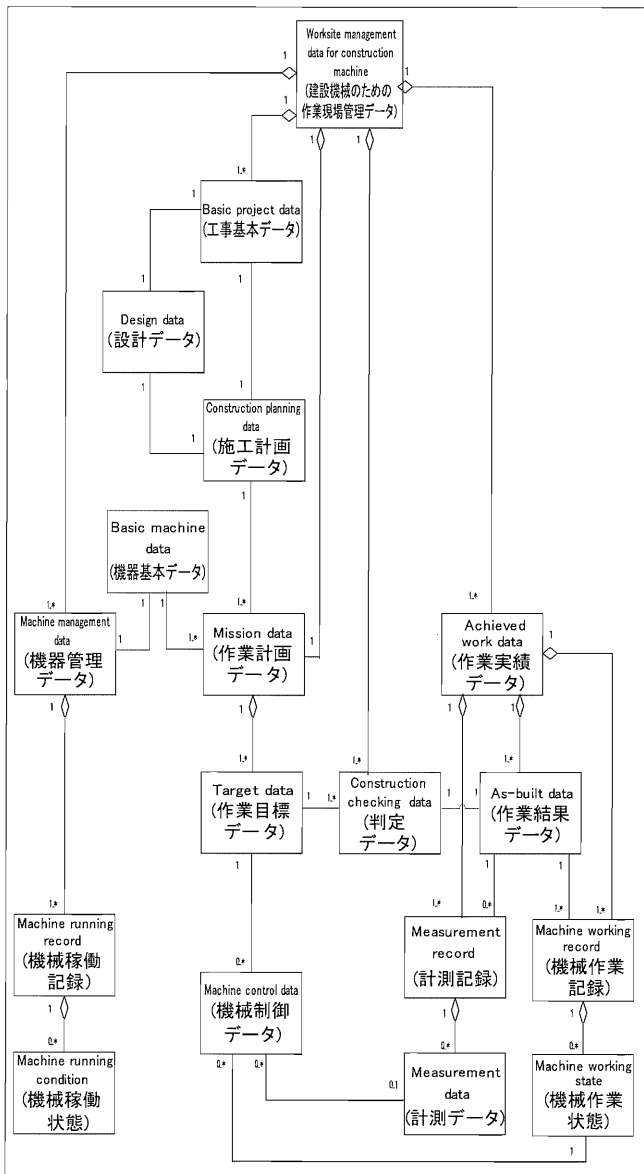 Worksite management
data for construction
machine
(建設機械のための
作業現場管理データ)
1
1
1
1
1
1
1..*
1
Basic project data
(工事基本データ)
1
1
Design data
(設計データ)
1
1
1
Construction planning
data
(施工計画
データ)
1
Basic machine
data
(機器基本データ)
1..*
1
1
1..*
1..*
1..*
Machine management
data
(機器管理
データ)
1
1..*
Mission data
(作業計画
データ)
1
Achieved
work data
(作業実績
データ)
1
1
1
1
1
1..*
1..*
1..*
Target data
(作業目標
データ)
1
1..*
Construction
checking data
(判定
データ)
1
1
As-built data
(作業結果
データ)
1
1
1
1..*
1..*
0..*
1..*
1..*
Machine running
record
(機械稼働
記録)
0..*
Measurement
record
(計測記録)
Machine working
record
(機械作業
記録)
Machine control data
(機械制御
データ)
1
1
1
0..*
0..*
0..*
0..*
0..*
Machine running
condition
(機械稼働
状態)
0..1
Measurement
data
(計測データ)
Machine working
state
(機械作業
状態)
1